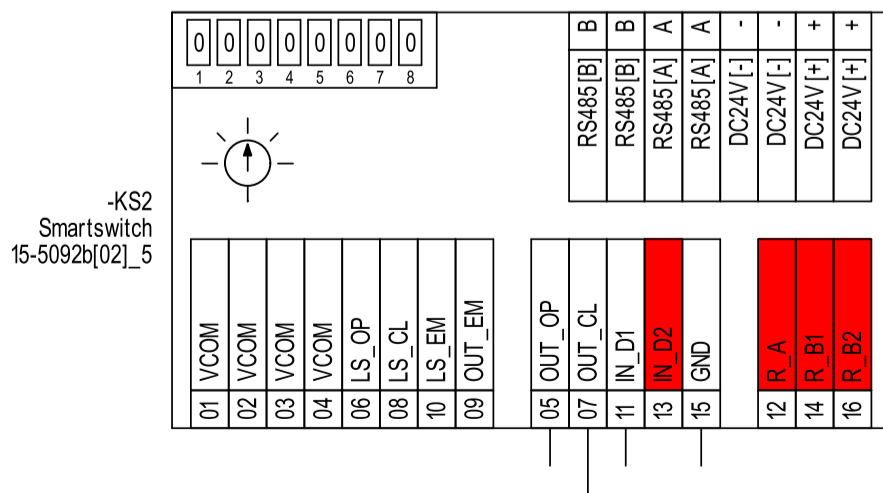 0 0 0 0 0 0 0 0
1 2 3 4 5 6 7 8
B B A A - - + +
RS485[B] RS485[B] RS485[A] RS485[A] DC24V[-] DC24V[-] DC24V[+] DC24V[+]
-KS2
Smartswitch
15-5092b[02]_5
VCOM VCOM VCOM VCOM LS_OP LS_CL LS_EM OUT_EM OUT_OP OUT_CL IN_D1 IN_D2 GND R_A R_B1 R_B2
01 02 03 04 06 08 10 09 05 07 11 13 15 12 14 16